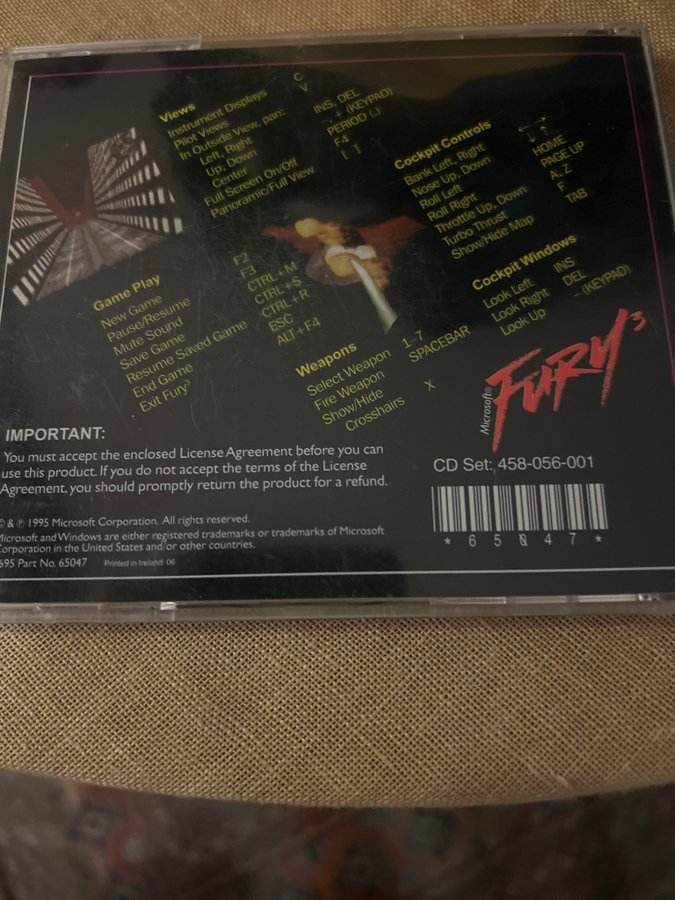 Views
Instrument Displays C
Pilot Views V
In Outside View, pan:
Left, Right INS, DEL
Up, Down -, + (KEYPAD)
Center PERIOD (.)
Full Screen On/Off F4
Panoramic/Full View [ ]
Cockpit Controls
Bank Left, Right ← →
Nose Up, Down ↓ ↑
Roll Left HOME
Roll Right PAGE UP
Throttle Up, Down A, Z
Turbo Thrust F
Show/Hide Map TAB
Game Play
New Game F2
Pause/Resume F3
Mute Sound CTRL+M
Save Game CTRL+S
Resume Saved Game CTRL+R
End Game ESC
Exit Fury³ ALT+F4
Cockpit Windows
Look Left INS
Look Right DEL
Look Up - (KEYPAD)
Weapons
Select Weapon 1–7
Fire Weapon SPACEBAR
Show/Hide
Crosshairs X
Microsoft®
FURY³
IMPORTANT:
You must accept the enclosed License Agreement before you can
use this product. If you do not accept the terms of the License
Agreement, you should promptly return the product for a refund.
CD Set: 458-056-001
* 6 5 0 4 7 *
© & ℗ 1995 Microsoft Corporation. All rights reserved.
Microsoft and Windows are either registered trademarks or trademarks of Microsoft
Corporation in the United States and/or other countries.
695 Part No. 65047 Printed in Ireland: 06